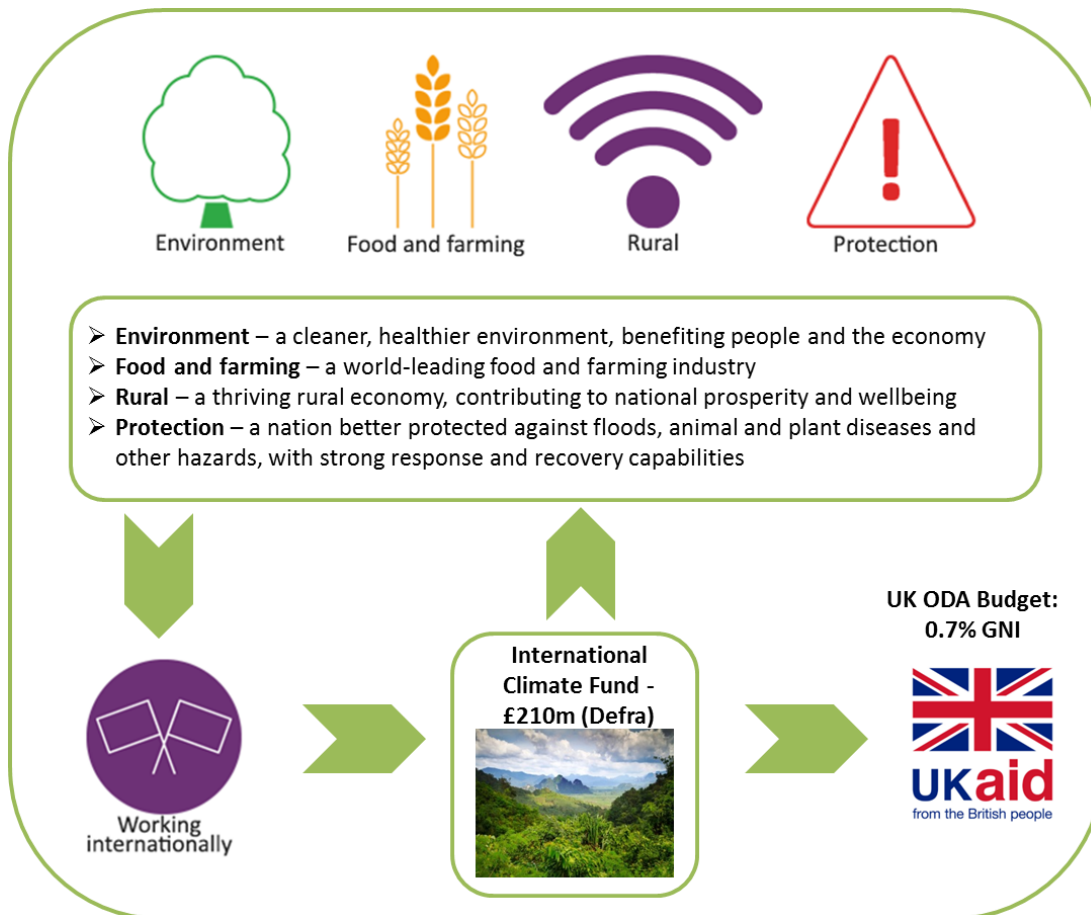 Environment
Food and farming
Rural
Protection
➤ Environment – a cleaner, healthier environment, benefiting people and the economy
➤ Food and farming – a world-leading food and farming industry
➤ Rural – a thriving rural economy, contributing to national prosperity and wellbeing
➤ Protection – a nation better protected against floods, animal and plant diseases and
other hazards, with strong response and recovery capabilities
Working
internationally
International
Climate Fund -
£210m (Defra)
UK ODA Budget:
0.7% GNI
UKaid
from the British people